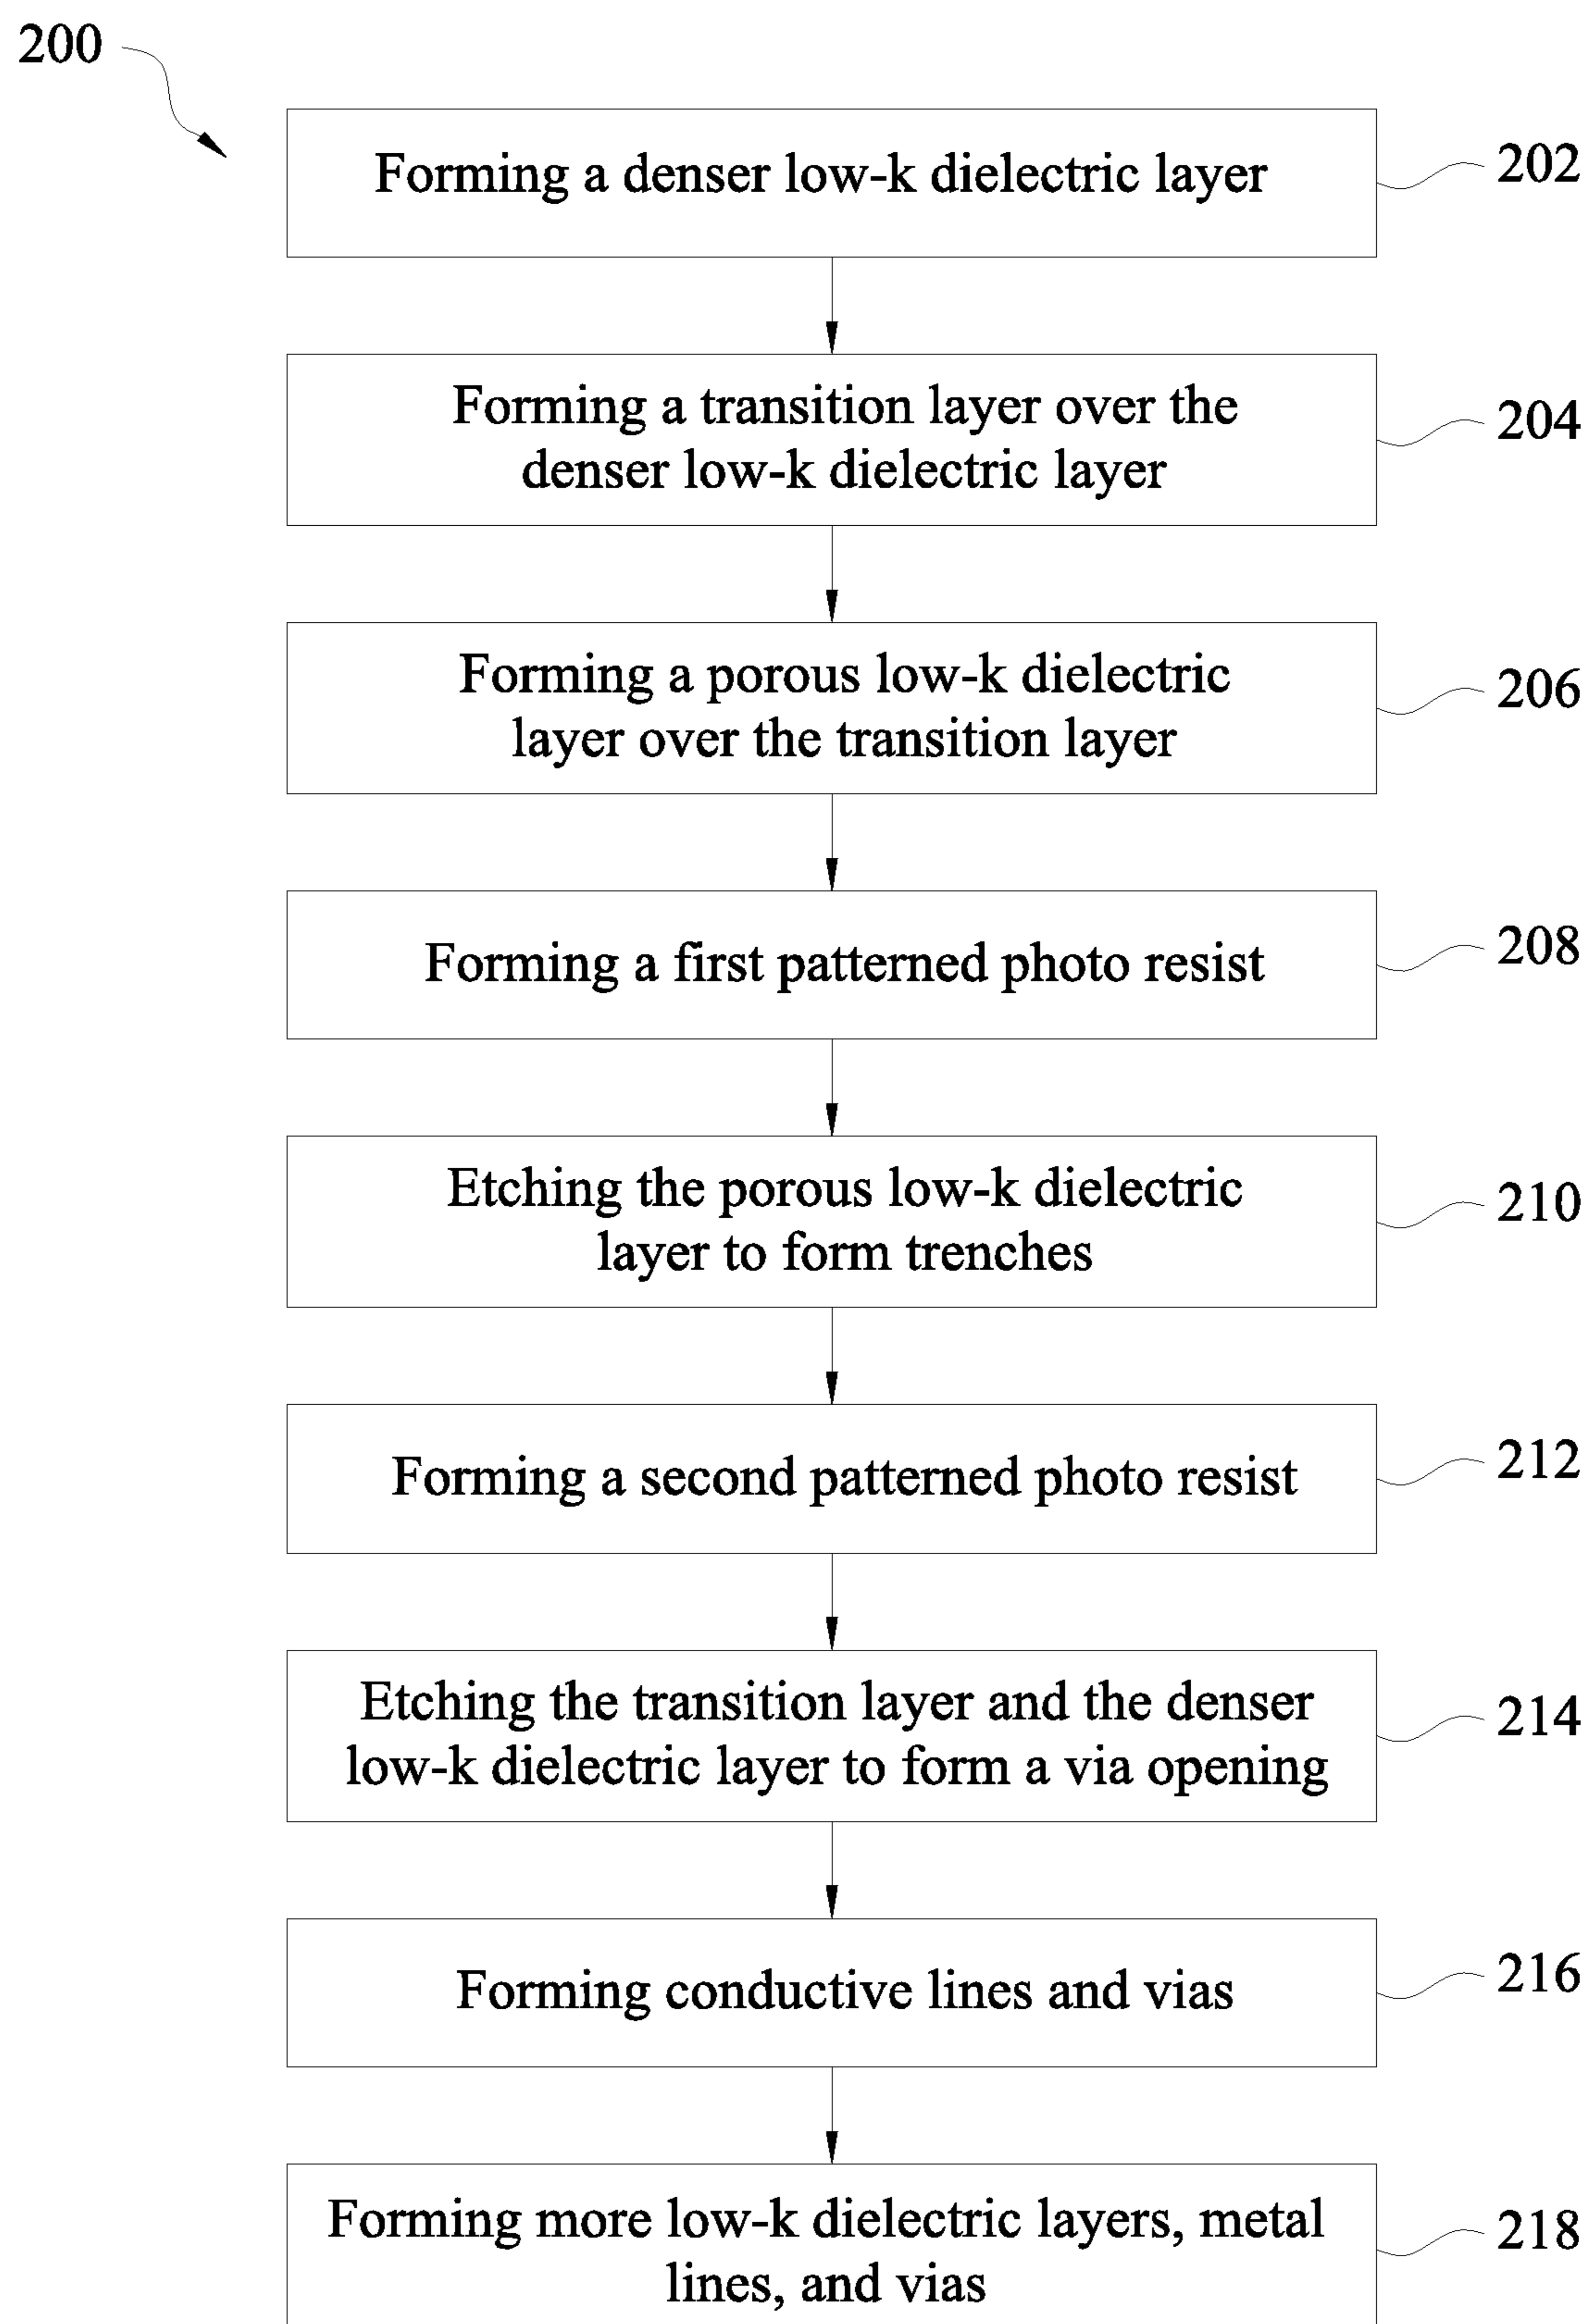 200
Forming a denser low-k dielectric layer
202
Forming a transition layer over the
denser low-k dielectric layer
204
Forming a porous low-k dielectric
layer over the transition layer
206
Forming a first patterned photo resist
208
Etching the porous low-k dielectric
layer to form trenches
210
Forming a second patterned photo resist
212
Etching the transition layer and the denser
low-k dielectric layer to form a via opening
214
Forming conductive lines and vias
216
Forming more low-k dielectric layers, metal
lines, and vias
218